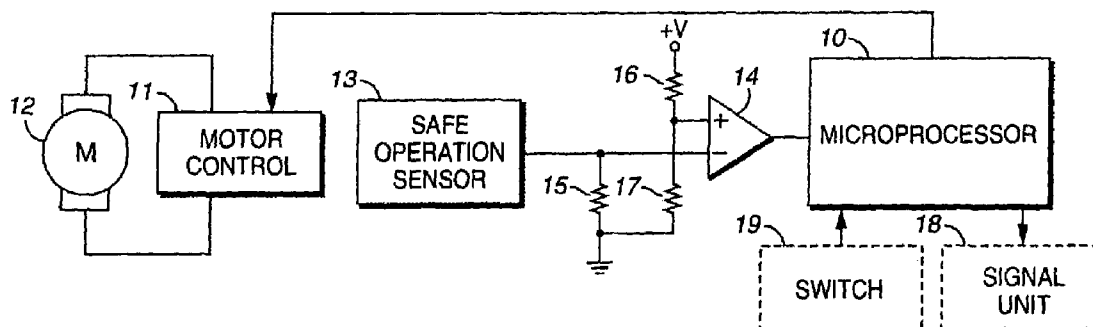 +V
10
16
14
13
11
12
M
MOTOR
CONTROL
SAFE
OPERATION
SENSOR
+
−
MICROPROCESSOR
15
17
19
18
SWITCH
SIGNAL
UNIT